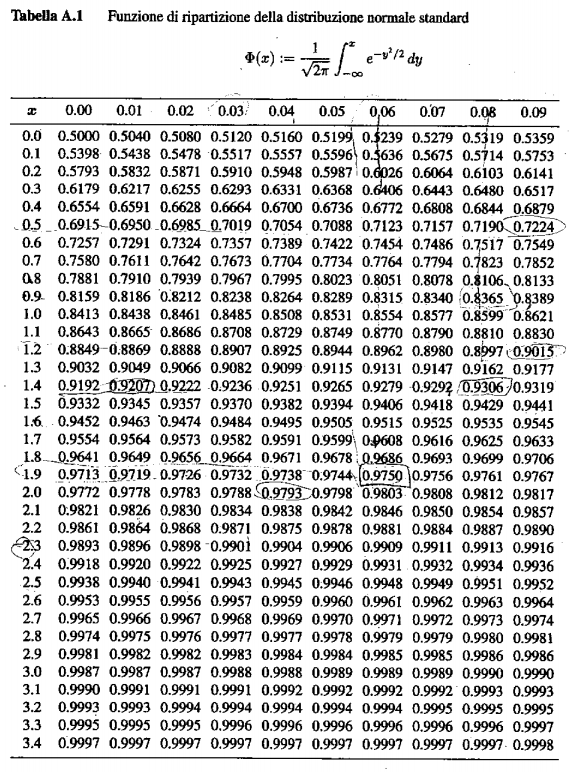 Tabella A.1 Funzione di ripartizione della distribuzione normale standard
Φ(x) := 1/√2π ∫_{-∞}^{x} e^{-y²/2} dy
x 0.00 0.01 0.02 0.03 0.04 0.05 0.06 0.07 0.08 0.09
0.0 0.5000 0.5040 0.5080 0.5120 0.5160 0.5199 0.5239 0.5279 0.5319 0.5359
0.1 0.5398 0.5438 0.5478 0.5517 0.5557 0.5596 0.5636 0.5675 0.5714 0.5753
0.2 0.5793 0.5832 0.5871 0.5910 0.5948 0.5987 0.6026 0.6064 0.6103 0.6141
0.3 0.6179 0.6217 0.6255 0.6293 0.6331 0.6368 0.6406 0.6443 0.6480 0.6517
0.4 0.6554 0.6591 0.6628 0.6664 0.6700 0.6736 0.6772 0.6808 0.6844 0.6879
0.5 0.6915 0.6950 0.6985 0.7019 0.7054 0.7088 0.7123 0.7157 0.7190 0.7224
0.6 0.7257 0.7291 0.7324 0.7357 0.7389 0.7422 0.7454 0.7486 0.7517 0.7549
0.7 0.7580 0.7611 0.7642 0.7673 0.7704 0.7734 0.7764 0.7794 0.7823 0.7852
0.8 0.7881 0.7910 0.7939 0.7967 0.7995 0.8023 0.8051 0.8078 0.8106 0.8133
0.9 0.8159 0.8186 0.8212 0.8238 0.8264 0.8289 0.8315 0.8340 0.8365 0.8389
1.0 0.8413 0.8438 0.8461 0.8485 0.8508 0.8531 0.8554 0.8577 0.8599 0.8621
1.1 0.8643 0.8665 0.8686 0.8708 0.8729 0.8749 0.8770 0.8790 0.8810 0.8830
1.2 0.8849 0.8869 0.8888 0.8907 0.8925 0.8944 0.8962 0.8980 0.8997 0.9015
1.3 0.9032 0.9049 0.9066 0.9082 0.9099 0.9115 0.9131 0.9147 0.9162 0.9177
1.4 0.9192 0.9207 0.9222 0.9236 0.9251 0.9265 0.9279 0.9292 0.9306 0.9319
1.5 0.9332 0.9345 0.9357 0.9370 0.9382 0.9394 0.9406 0.9418 0.9429 0.9441
1.6 0.9452 0.9463 0.9474 0.9484 0.9495 0.9505 0.9515 0.9525 0.9535 0.9545
1.7 0.9554 0.9564 0.9573 0.9582 0.9591 0.9599 0.9608 0.9616 0.9625 0.9633
1.8 0.9641 0.9649 0.9656 0.9664 0.9671 0.9678 0.9686 0.9693 0.9699 0.9706
1.9 0.9713 0.9719 0.9726 0.9732 0.9738 0.9744 0.9750 0.9756 0.9761 0.9767
2.0 0.9772 0.9778 0.9783 0.9788 0.9793 0.9798 0.9803 0.9808 0.9812 0.9817
2.1 0.9821 0.9826 0.9830 0.9834 0.9838 0.9842 0.9846 0.9850 0.9854 0.9857
2.2 0.9861 0.9864 0.9868 0.9871 0.9875 0.9878 0.9881 0.9884 0.9887 0.9890
2.3 0.9893 0.9896 0.9898 0.9901 0.9904 0.9906 0.9909 0.9911 0.9913 0.9916
2.4 0.9918 0.9920 0.9922 0.9925 0.9927 0.9929 0.9931 0.9932 0.9934 0.9936
2.5 0.9938 0.9940 0.9941 0.9943 0.9945 0.9946 0.9948 0.9949 0.9951 0.9952
2.6 0.9953 0.9955 0.9956 0.9957 0.9959 0.9960 0.9961 0.9962 0.9963 0.9964
2.7 0.9965 0.9966 0.9967 0.9968 0.9969 0.9970 0.9971 0.9972 0.9973 0.9974
2.8 0.9974 0.9975 0.9976 0.9977 0.9977 0.9978 0.9979 0.9979 0.9980 0.9981
2.9 0.9981 0.9982 0.9982 0.9983 0.9984 0.9984 0.9985 0.9985 0.9986 0.9986
3.0 0.9987 0.9987 0.9987 0.9988 0.9988 0.9989 0.9989 0.9989 0.9990 0.9990
3.1 0.9990 0.9991 0.9991 0.9991 0.9992 0.9992 0.9992 0.9992 0.9993 0.9993
3.2 0.9993 0.9993 0.9994 0.9994 0.9994 0.9994 0.9994 0.9995 0.9995 0.9995
3.3 0.9995 0.9995 0.9995 0.9996 0.9996 0.9996 0.9996 0.9996 0.9996 0.9997
3.4 0.9997 0.9997 0.9997 0.9997 0.9997 0.9997 0.9997 0.9997 0.9997 0.9998